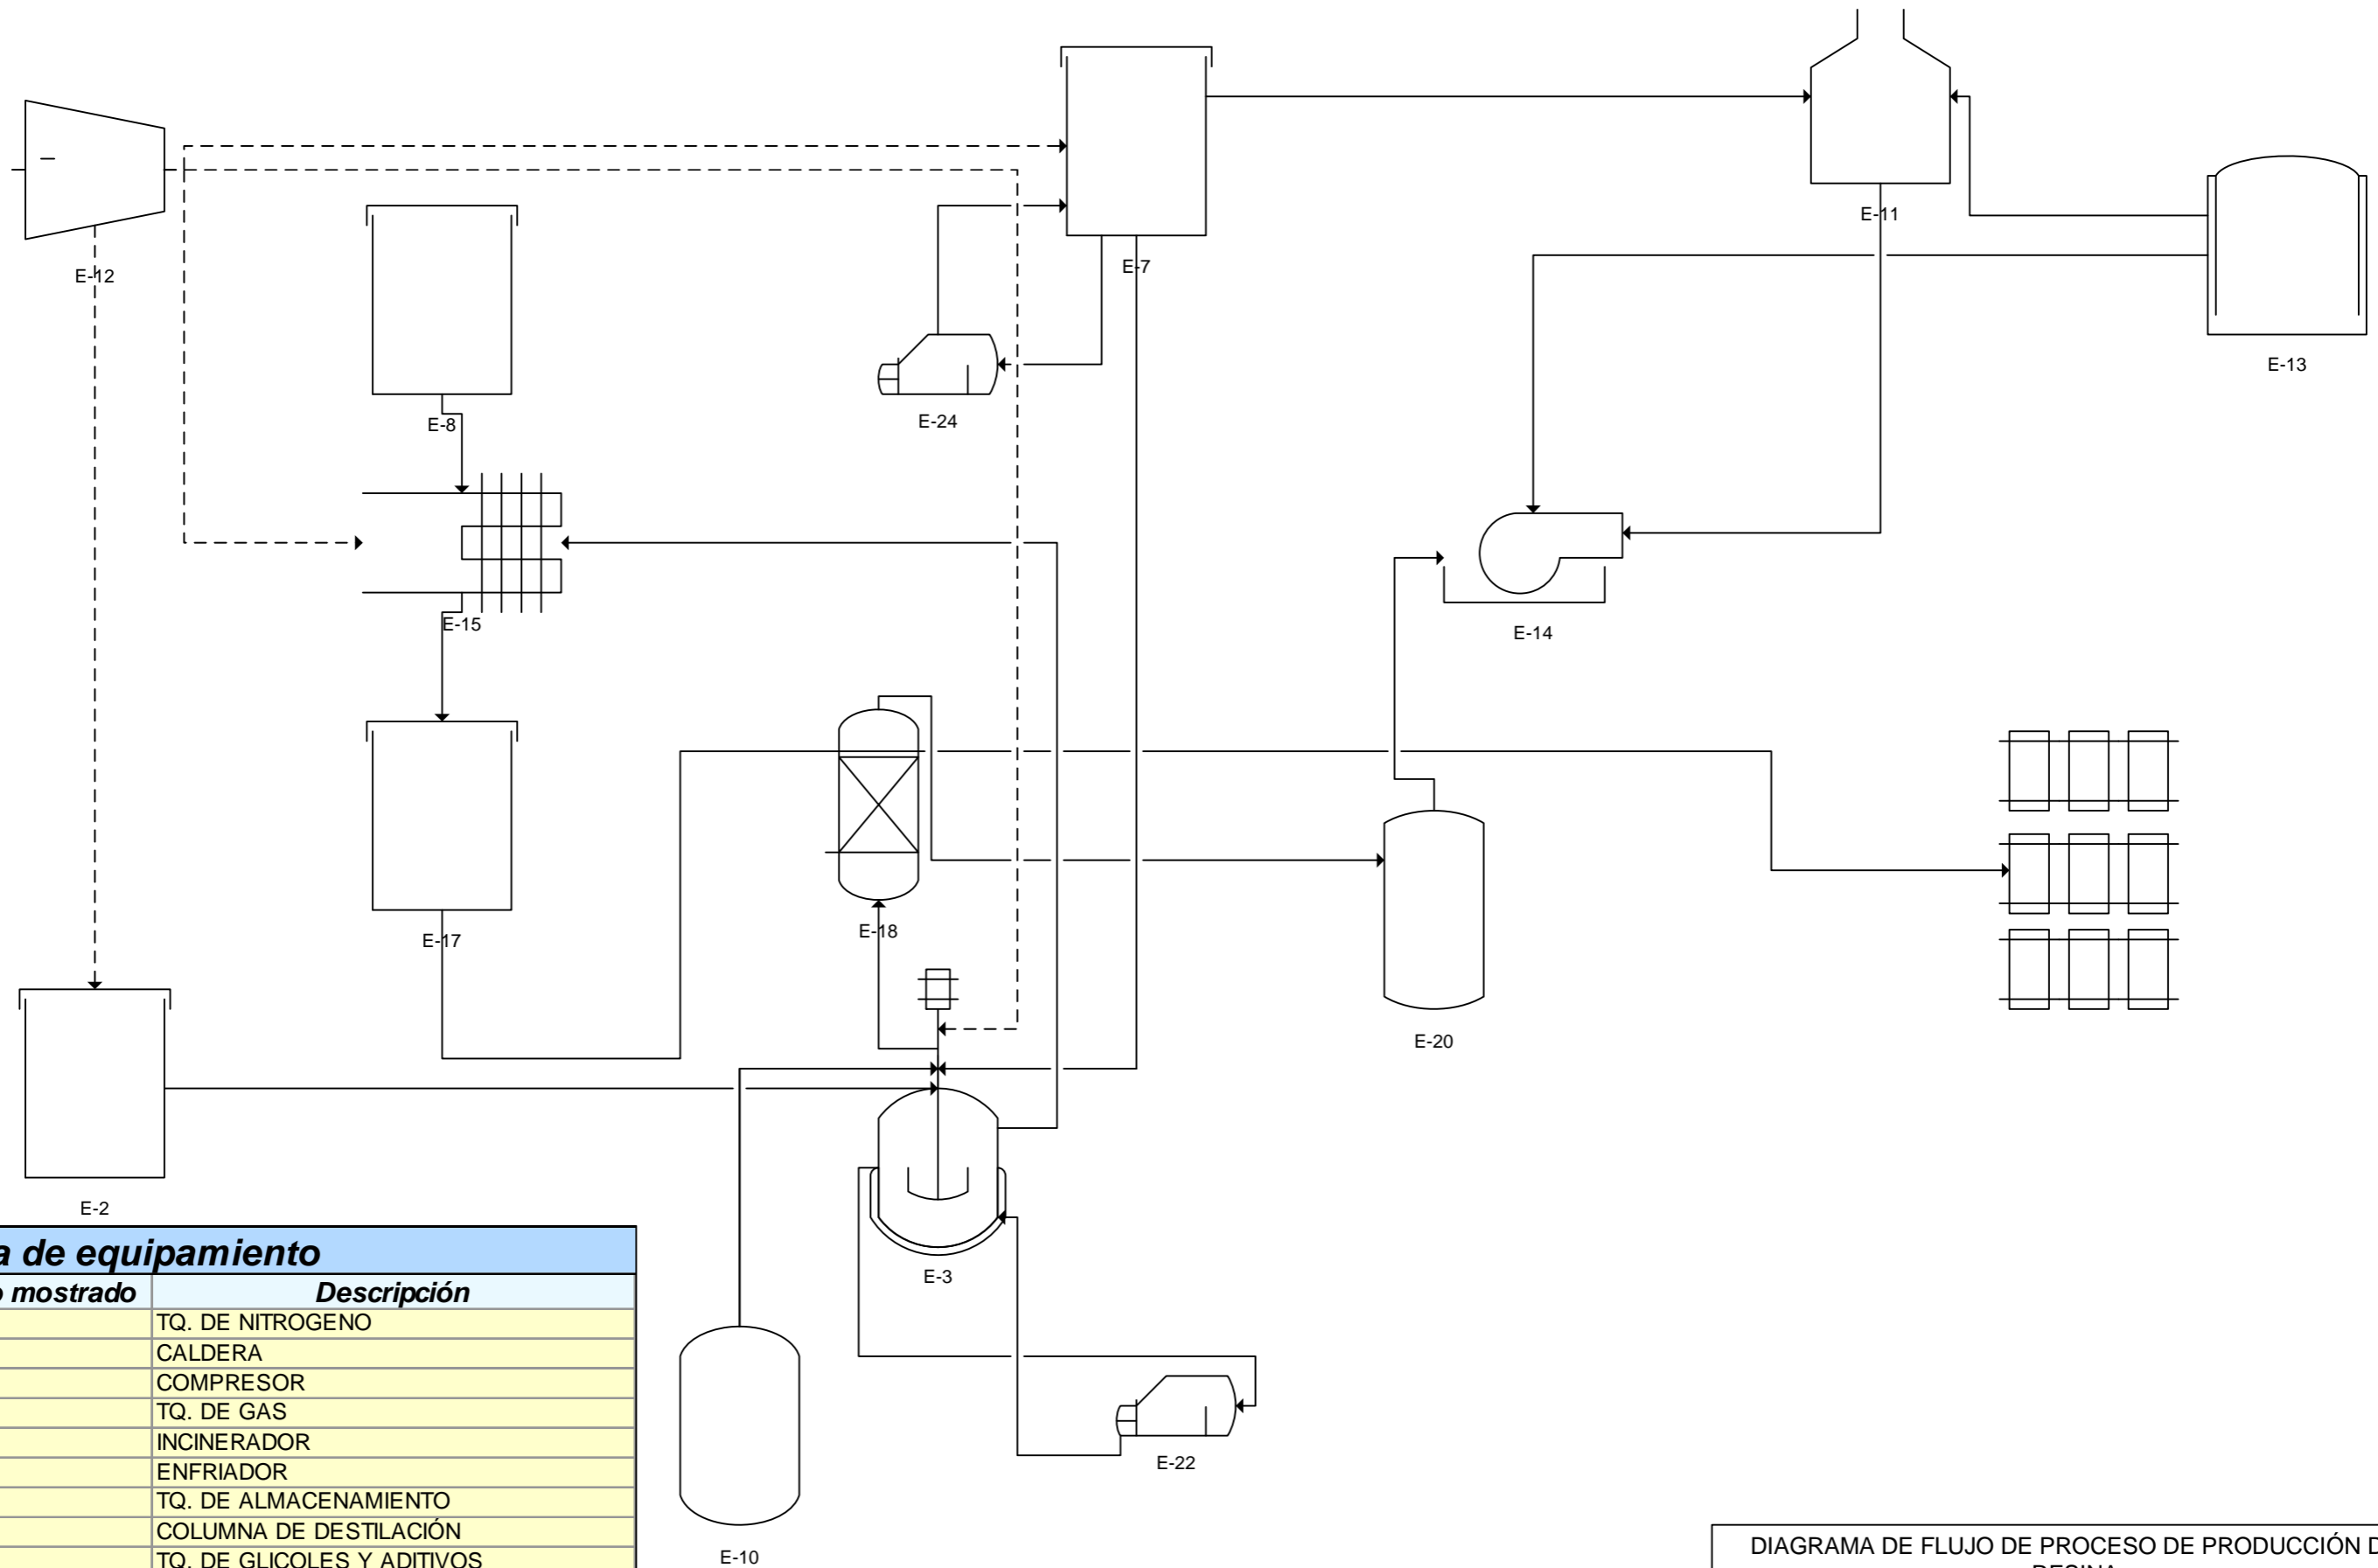 E-12
E-8
E-7
E-24
E-11
E-13
E-15
E-14
E-17
E-18
E-20
E-2
E-3
E-22
E-10
de equipamiento
mostrado Descripción
TQ. DE NITROGENO
CALDERA
COMPRESOR
TQ. DE GAS
INCINERADOR
ENFRIADOR
TQ. DE ALMACENAMIENTO
COLUMNA DE DESTILACIÓN
TQ. DE GLICOLES Y ADITIVOS
DIAGRAMA DE FLUJO DE PROCESO DE PRODUCCIÓN
RESINA